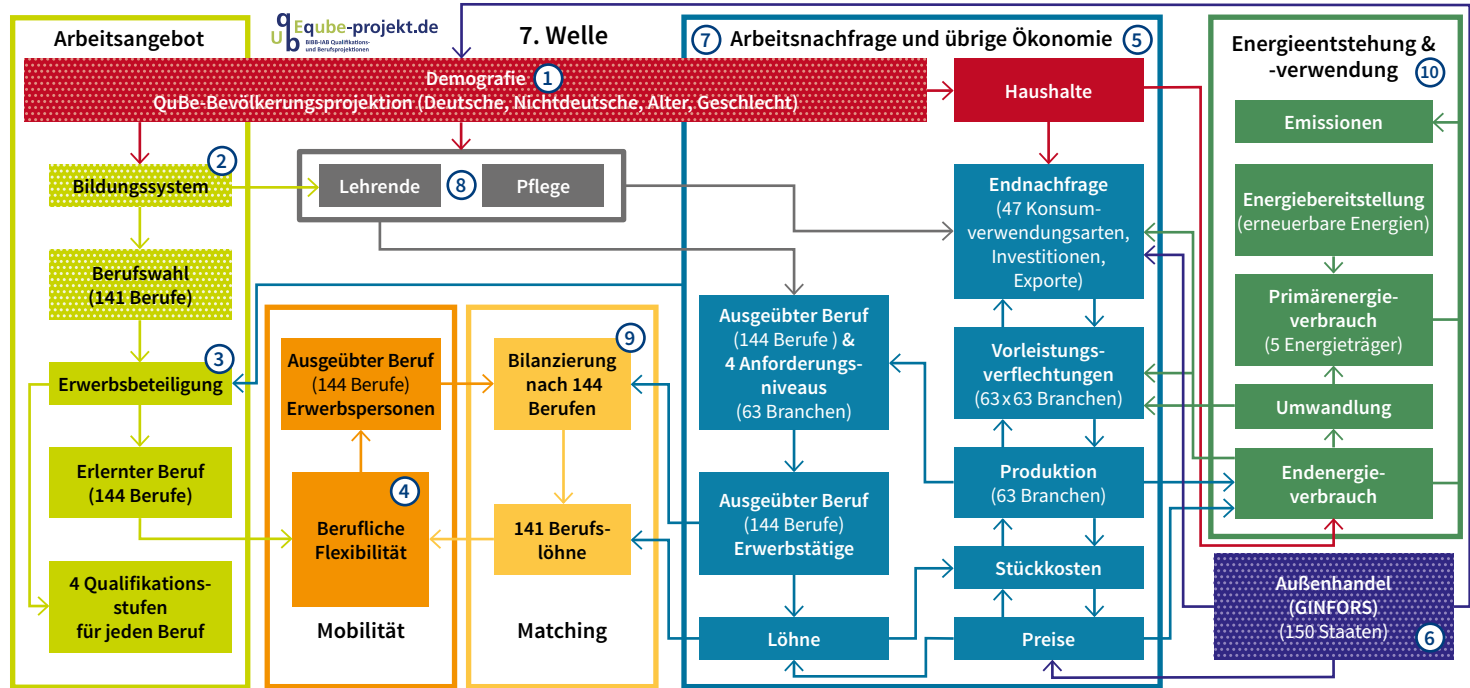 Arbeitsangebot
quBe
qube-projekt.de
BIBB-IAB Qualifikations-
und Berufsprojektionen
7. Welle
7
Arbeitsnachfrage und übrige Ökonomie
5
Energieentstehung &
-verwendung
10
Demografie
1
QuBe-Bevölkerungsprojektion (Deutsche, Nichtdeutsche, Alter, Geschlecht)
Haushalte
Emissionen
2
Bildungssystem
Lehrende
8
Pflege
Endnachfrage
(47 Konsum-
verwendungsarten,
Investitionen,
Exporte)
Energiebereitstellung
(erneuerbare Energien)
Berufswahl
(141 Berufe)
Primärenergie-
verbrauch
(5 Energieträger)
3
Erwerbsbeteiligung
Ausgeübter Beruf
(144 Berufe)
Erwerbspersonen
9
Bilanzierung
nach 144
Berufen
Ausgeübter Beruf
(144 Berufe ) &
4 Anforderungs-
niveaus
(63 Branchen)
Vorleistungs-
verflechtungen
(63 x 63 Branchen)
Umwandlung
Erlernter Beruf
(144 Berufe)
4
Berufliche
Flexibilität
141 Berufs-
löhne
Ausgeübter Beruf
(144 Berufe)
Erwerbstätige
Produktion
(63 Branchen)
Endenergie-
verbrauch
Stückkosten
4 Qualifikations-
stufen
für jeden Beruf
Mobilität
Matching
Löhne
Preise
Außenhandel
(GINFORS)
(150 Staaten)
6